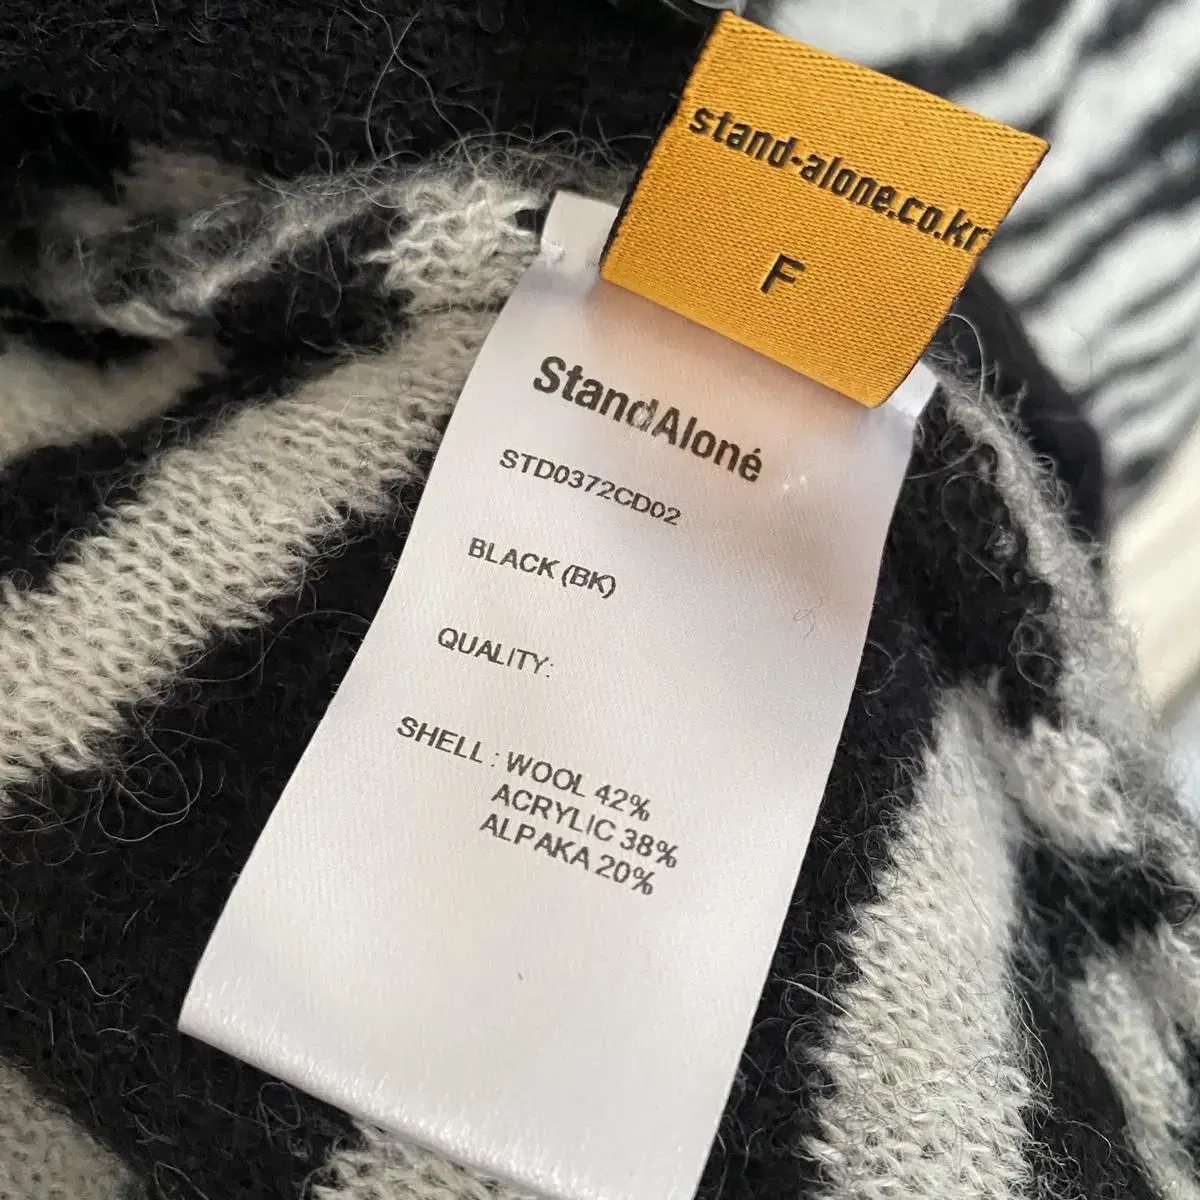 stand-alone.co.kr
F
StandAloné
STD0372CD02
BLACK (BK)
QUALITY:
SHELL : WOOL 42%
ACRYLIC 38%
ALPAKA 20%